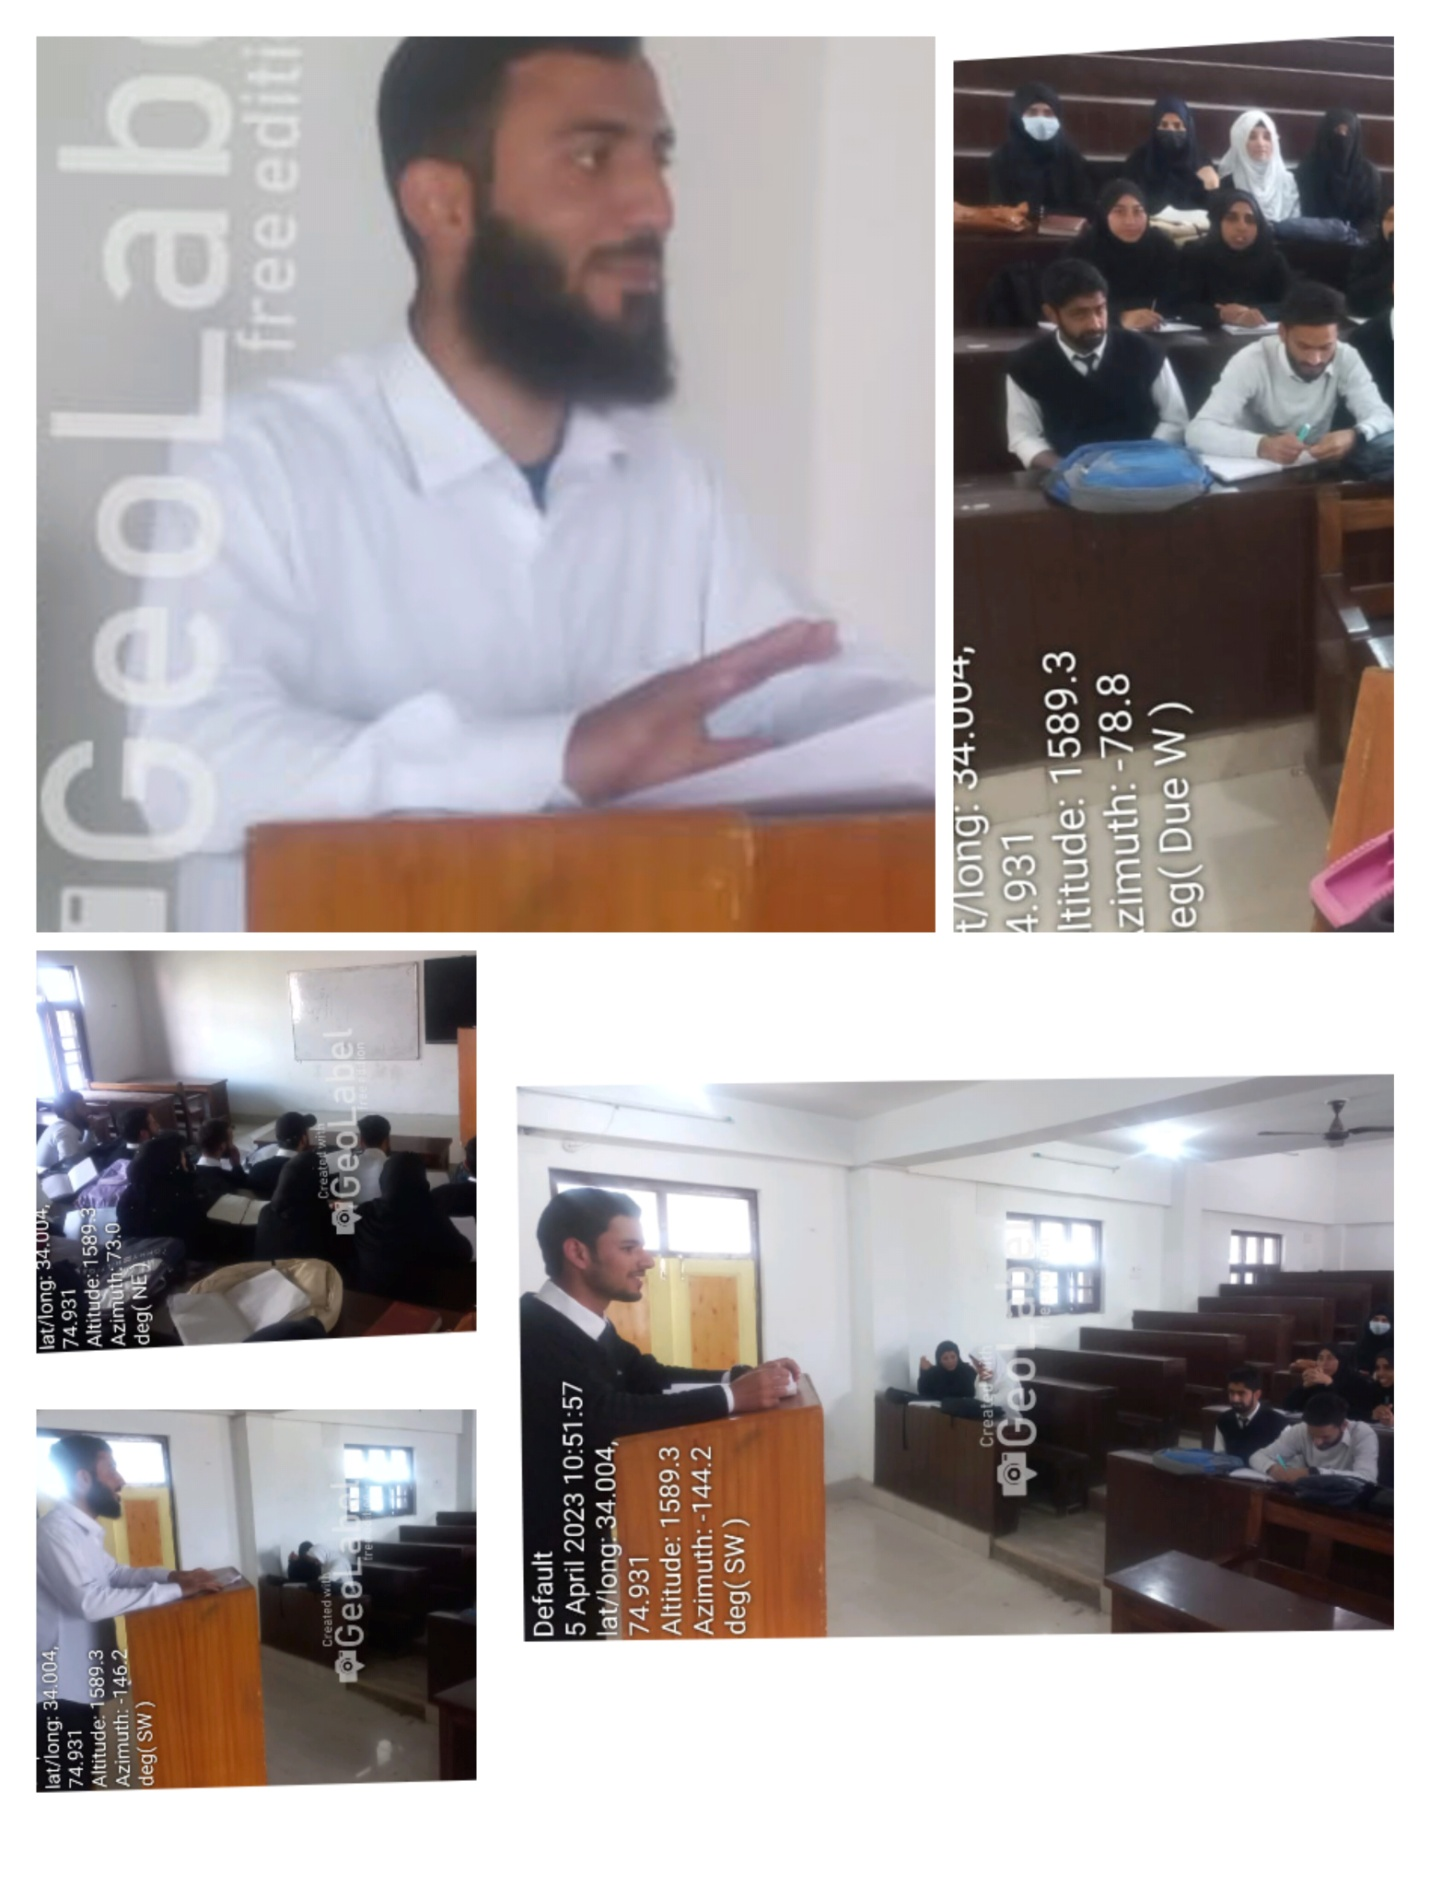 GeoLab
free editi
t/long: 34.004,
4.931
ltitude: 1589.3
zimuth: -78.8
eg( Due W )
lat/long: 34.004,
74.931
Altitude: 1589.3
Azimuth: 73.0
deg( NE )
Created with
GeoLabel
free edition
Default
5 April 2023 10:51:57
lat/long: 34.004,
74.931
Altitude: 1589.3
Azimuth: -144.2
deg( SW )
Created with
GeoLabel
lat/long: 34.004,
74.931
Altitude: 1589.3
Azimuth: -146.2
deg( SW )
Created with
GeoLabel